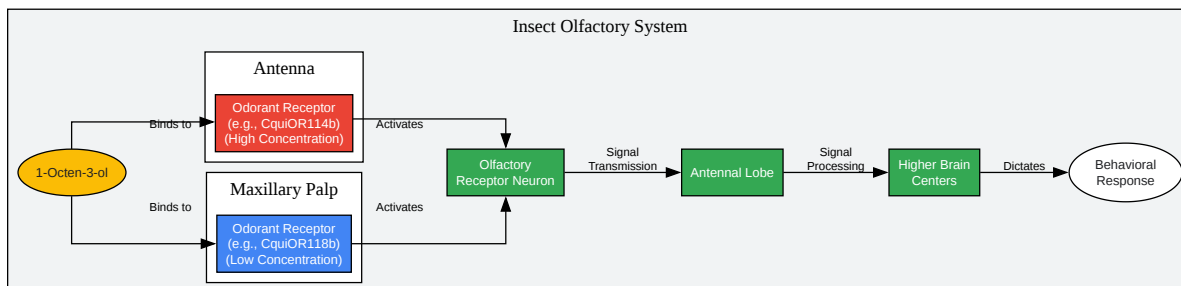 Insect Olfactory System
Antenna
Odorant Receptor
(e.g., CquiOR114b)
(High Concentration)
Binds to
Activates
1-Octen-3-ol
Maxillary Palp
Odorant Receptor
(e.g., CquiOR118b)
(Low Concentration)
Binds to
Activates
Olfactory
Receptor Neuron
Signal
Transmission
Antennal Lobe
Signal
Processing
Higher Brain
Centers
Dictates
Behavioral
Response